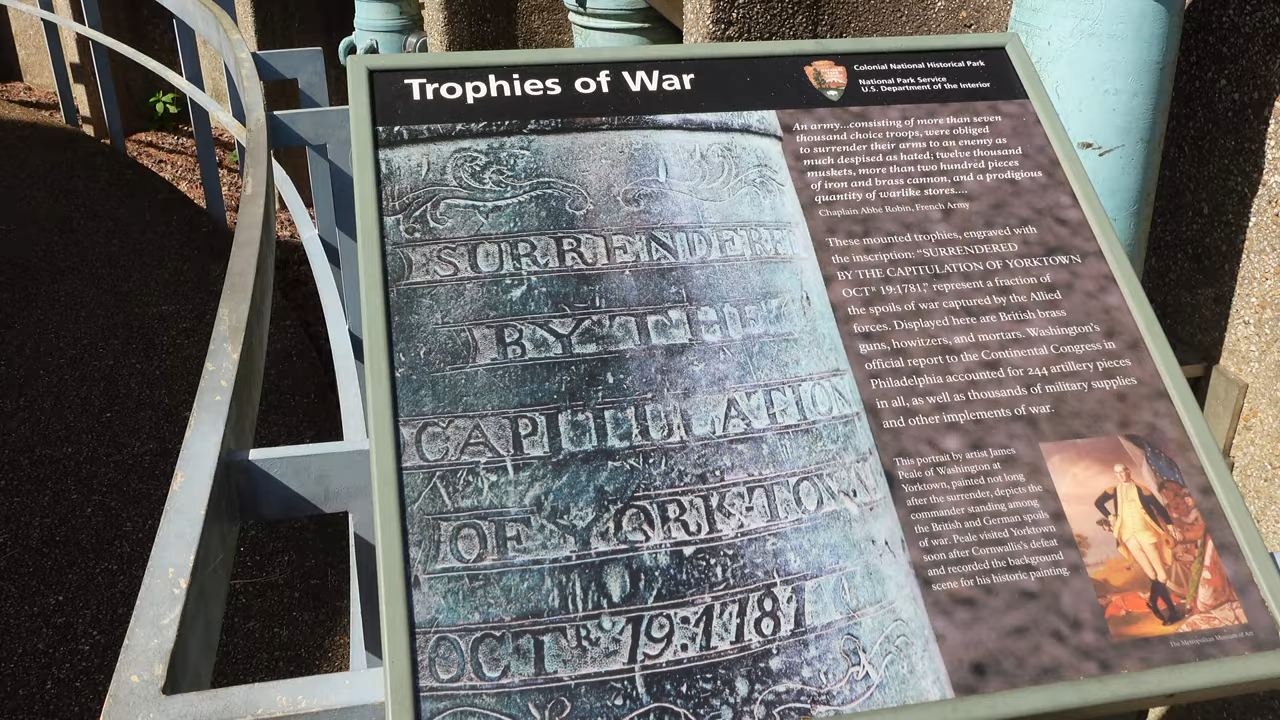 Trophies of War
Colonial National Historical Park
National Park Service
U.S. Department of the Interior
SURRENDERE
BY THE
CAPITULATION
OF YORKTOWN
OCTR. 19:1781
An army...consisting of more than seven
thousand choice troops, were obliged
to surrender their arms to an enemy as
much despised as hated; twelve thousand
muskets, more than two hundred pieces
of iron and brass cannon, and a prodigious
quantity of warlike stores....
Chaplain Abbé Robin, French Army
These mounted trophies, engraved with
the inscription: “SURRENDERED
BY THE CAPITULATION OF YORKTOWN
OCTR 19:1781,” represent a fraction of
the spoils of war captured by the Allied
forces. Displayed here are British brass
guns, howitzers, and mortars. Washington's
official report to the Continental Congress in
Philadelphia accounted for 244 artillery pieces
in all, as well as thousands of military supplies
and other implements of war.
This portrait by artist James
Peale of Washington at
Yorktown, painted not long
after the surrender, depicts the
commander standing among
the British and German spoils
of war. Peale visited Yorktown
soon after Cornwallis's defeat
and recorded the background
scene for his historic painting.
The Metropolitan Museum of Art